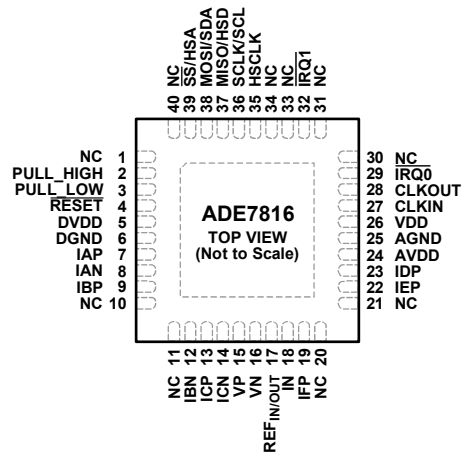 40 NC
39 SS/HSA
38 MOSI/SDA
37 MISO/HSD
36 SCLK/SCL
35 HSCLK
34 NC
33 NC
32 IRQ1
31 NC
NC 1
PULL_HIGH 2
PULL_LOW 3
RESET 4
DVDD 5
DGND 6
IAP 7
IAN 8
IBP 9
NC 10
ADE7816
TOP VIEW
(Not to Scale)
30 NC
29 IRQ0
28 CLKOUT
27 CLKIN
26 VDD
25 AGND
24 AVDD
23 IDP
22 IEP
21 NC
NC 11
IBN 12
ICP 13
ICN 14
VP 15
VN 16
REFIN/OUT 17
IN 18
IFP 19
NC 20